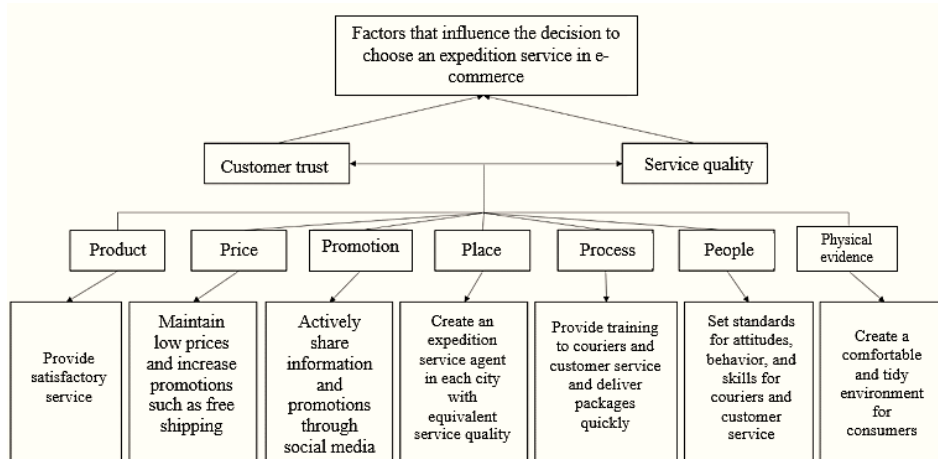 Factors that influence the decision to
choose an expedition service in e-
commerce
Customer trust
Service quality
Product
Price
Promotion
Place
Process
People
Physical
evidence
Provide
satisfactory
service
Maintain
low prices
and increase
promotions
such as free
shipping
Actively
share
information
and
promotions
through
social media
Create an
expedition
service agent
in each city
with
equivalent
service quality
Provide training
to couriers and
customer service
and deliver
packages
quickly
Set standards
for attitudes,
behavior, and
skills for
couriers and
customer
service
Create a
comfortable
and tidy
environment
for
consumers